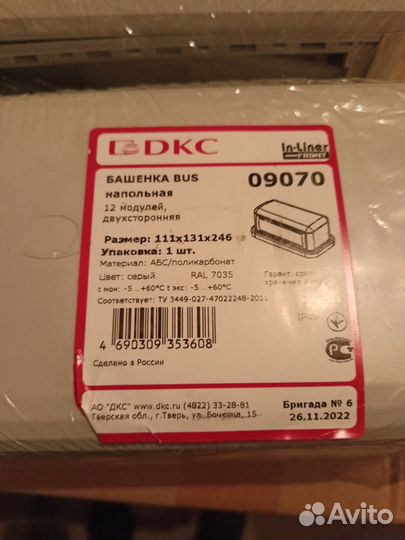 DKC
In-Liner
FRONT
БАШЕНКА BUS
09070
напольная
12 модулей,
двухсторонняя
Размер: 111x131x246
Упаковка: 1 шт.
Материал: АБС/поликарбонат
Цвет: серый RAL 7035
Гарант. срок
хранения
t мон: -5...+60°C t экс: -5...+60°C
Соответствует: ТУ 3449-027-47022248-2011
IP40
4 690309 353608
Сделано в России
АО "ДКС" www.dkc.ru (4822) 33-28-81
Тверская обл., г.Тверь, ул. Бочкина, 15
Бригада № 6
26.11.2022
Avito